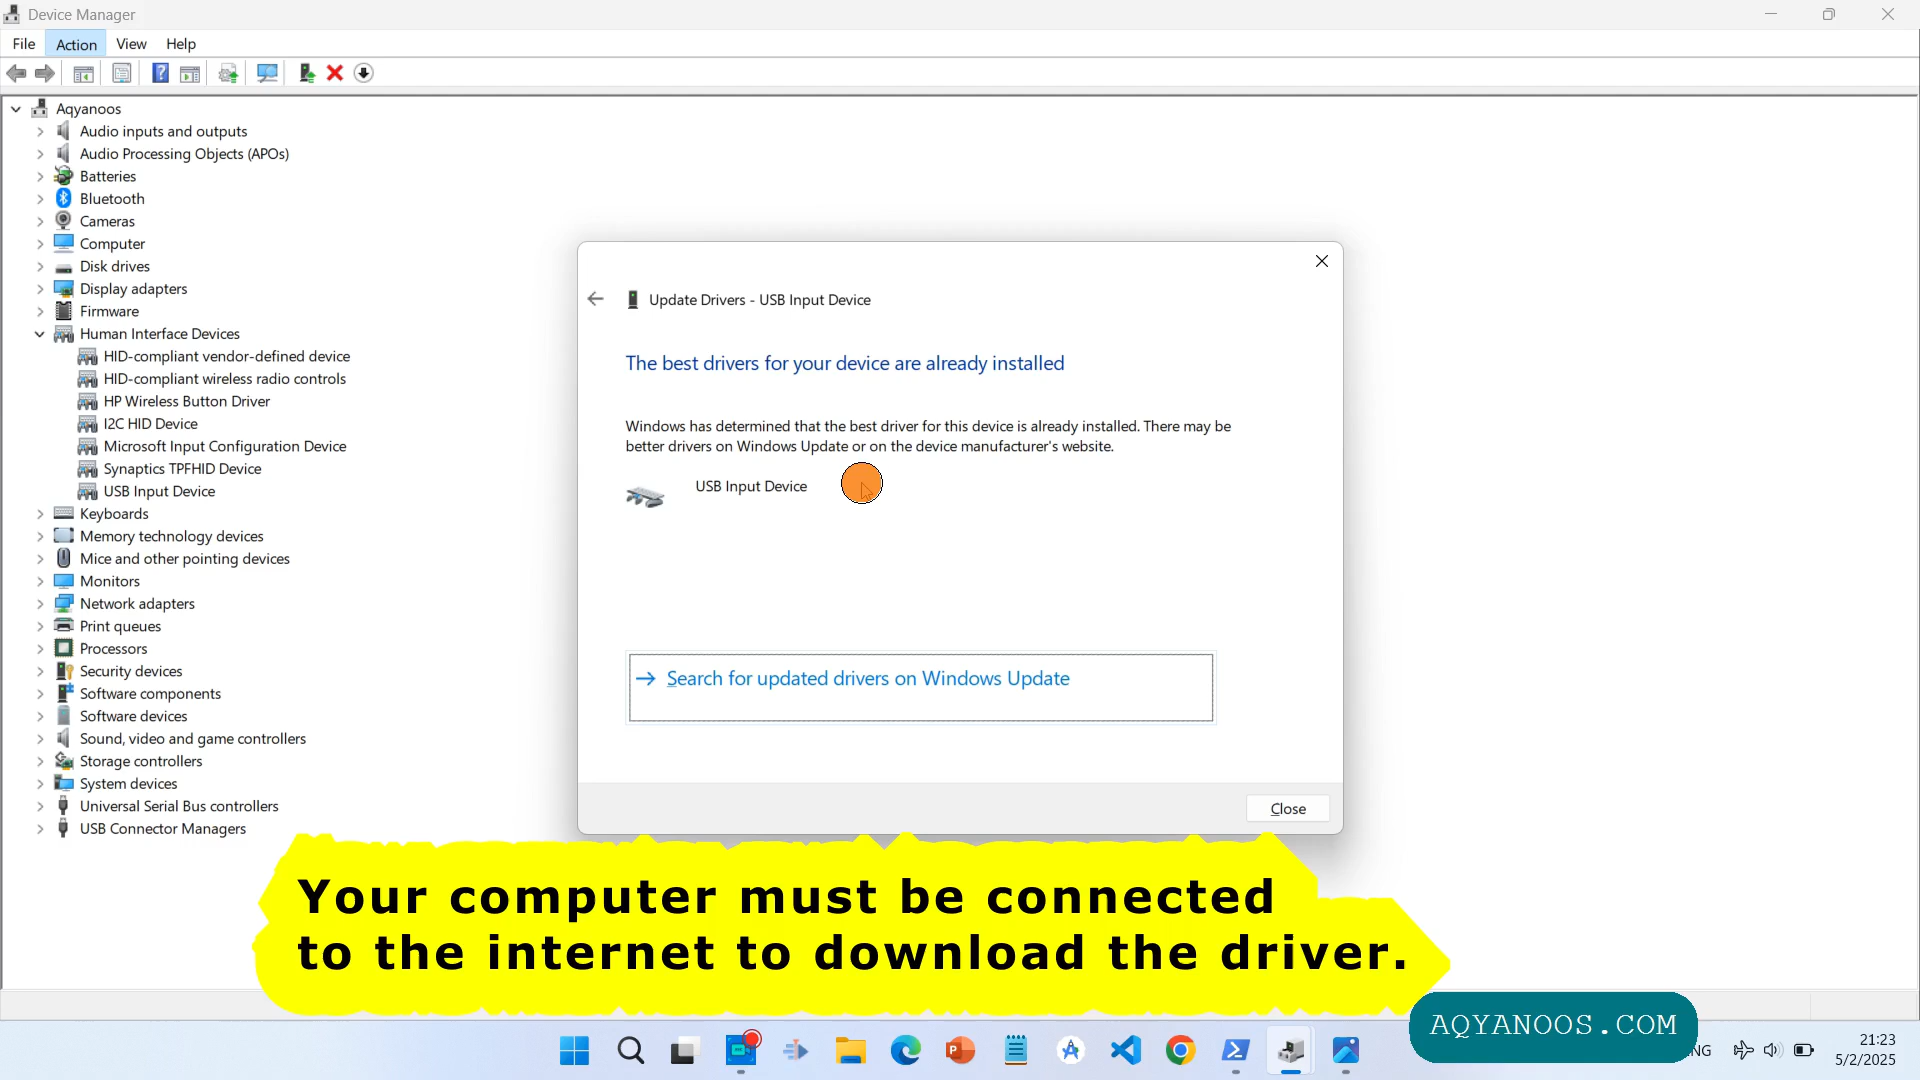 Device Manager
File Action View Help
Aqyanoos
Audio inputs and outputs
Audio Processing Objects (APOs)
Batteries
Bluetooth
Cameras
Computer
Disk drives
Display adapters
Firmware
Human Interface Devices
HID-compliant vendor-defined device
HID-compliant wireless radio controls
HP Wireless Button Driver
I2C HID Device
Microsoft Input Configuration Device
Synaptics TPFHID Device
USB Input Device
Keyboards
Memory technology devices
Mice and other pointing devices
Monitors
Network adapters
Print queues
Processors
Security devices
Software components
Software devices
Sound, video and game controllers
Storage controllers
System devices
Universal Serial Bus controllers
USB Connector Managers
Update Drivers - USB Input Device
The best drivers for your device are already installed
Windows has determined that the best driver for this device is already installed. There may be
better drivers on Windows Update or on the device manufacturer's website.
USB Input Device
Search for updated drivers on Windows Update
Close
Your computer must be connected
to the internet to download the driver.
AQYANOOS.COM
21:23
5/2/2025